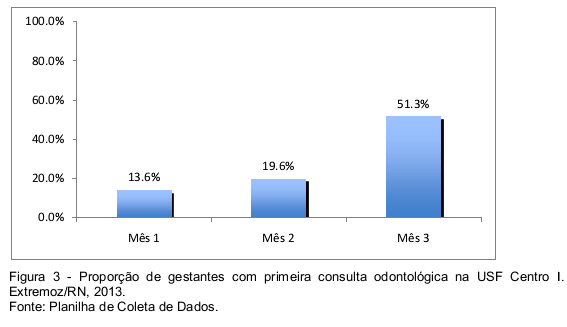 100.0%
80.0%
60.0%
40.0%
20.0%
0.0%
13.6%
19.6%
51.3%
Mês 1
Mês 2
Mês 3
Figura 3 - Proporção de gestantes com primeira consulta odontológica na USF Centro I.
Extremoz/RN, 2013.
Fonte: Planilha de Coleta de Dados.